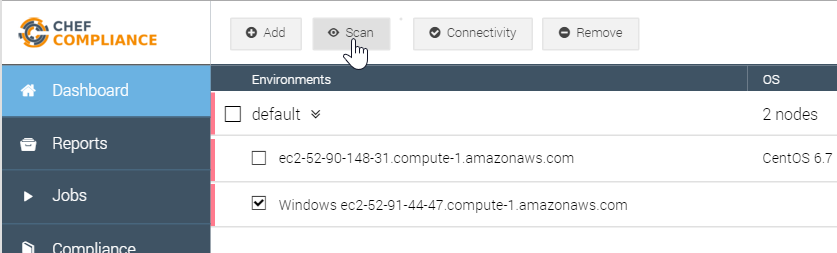 CHEF
COMPLIANCE
Add
Scan
Connectivity
Remove
Environments
OS
Dashboard
default
2 nodes
Reports
ec2-52-90-148-31.compute-1.amazonaws.com
CentOS 6.7
Jobs
Windows ec2-52-91-44-47.compute-1.amazonaws.com
Compliance